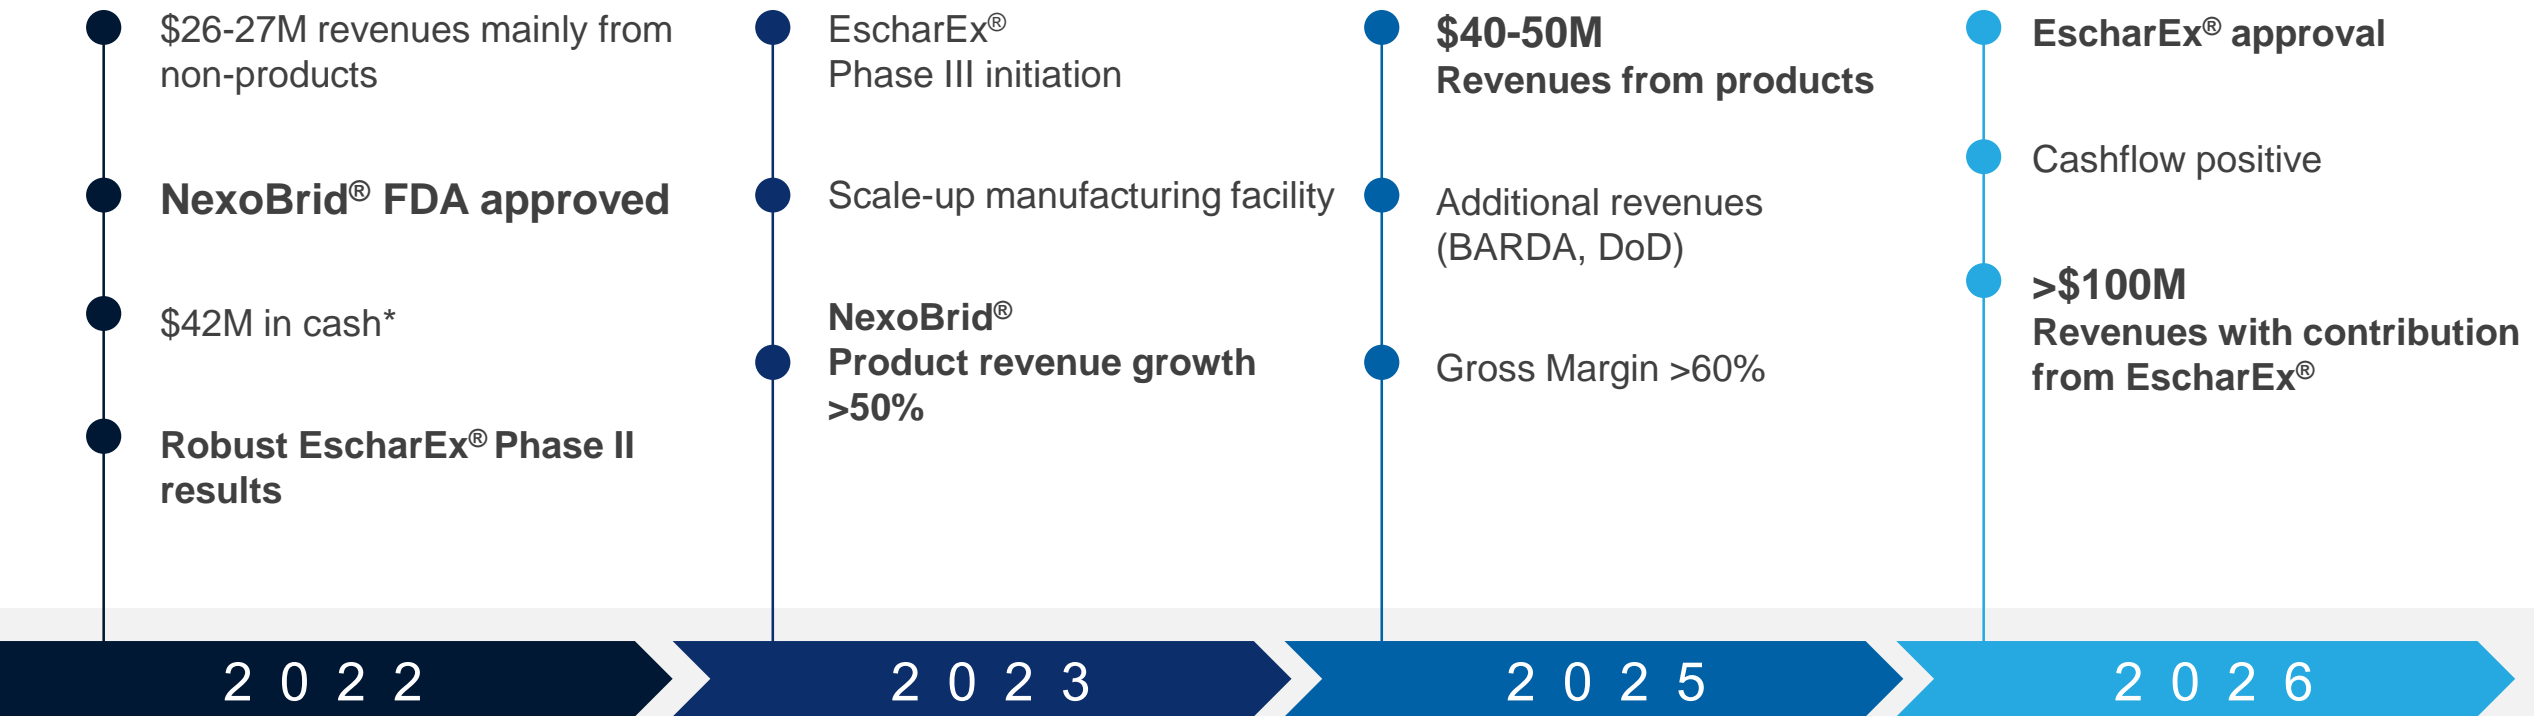 $26-27M revenues mainly from
non-products
NexoBrid® FDA approved
$42M in cash*
Robust EscharEx® Phase II
results
2022
EscharEx®
Phase III initiation
Scale-up manufacturing facility
NexoBrid®
Product revenue growth
>50%
2023
$40-50M
Revenues from products
Additional revenues
(BARDA, DoD)
Gross Margin >60%
2025
EscharEx® approval
Cashflow positive
>$100M
Revenues with contribution
from EscharEx®
2026